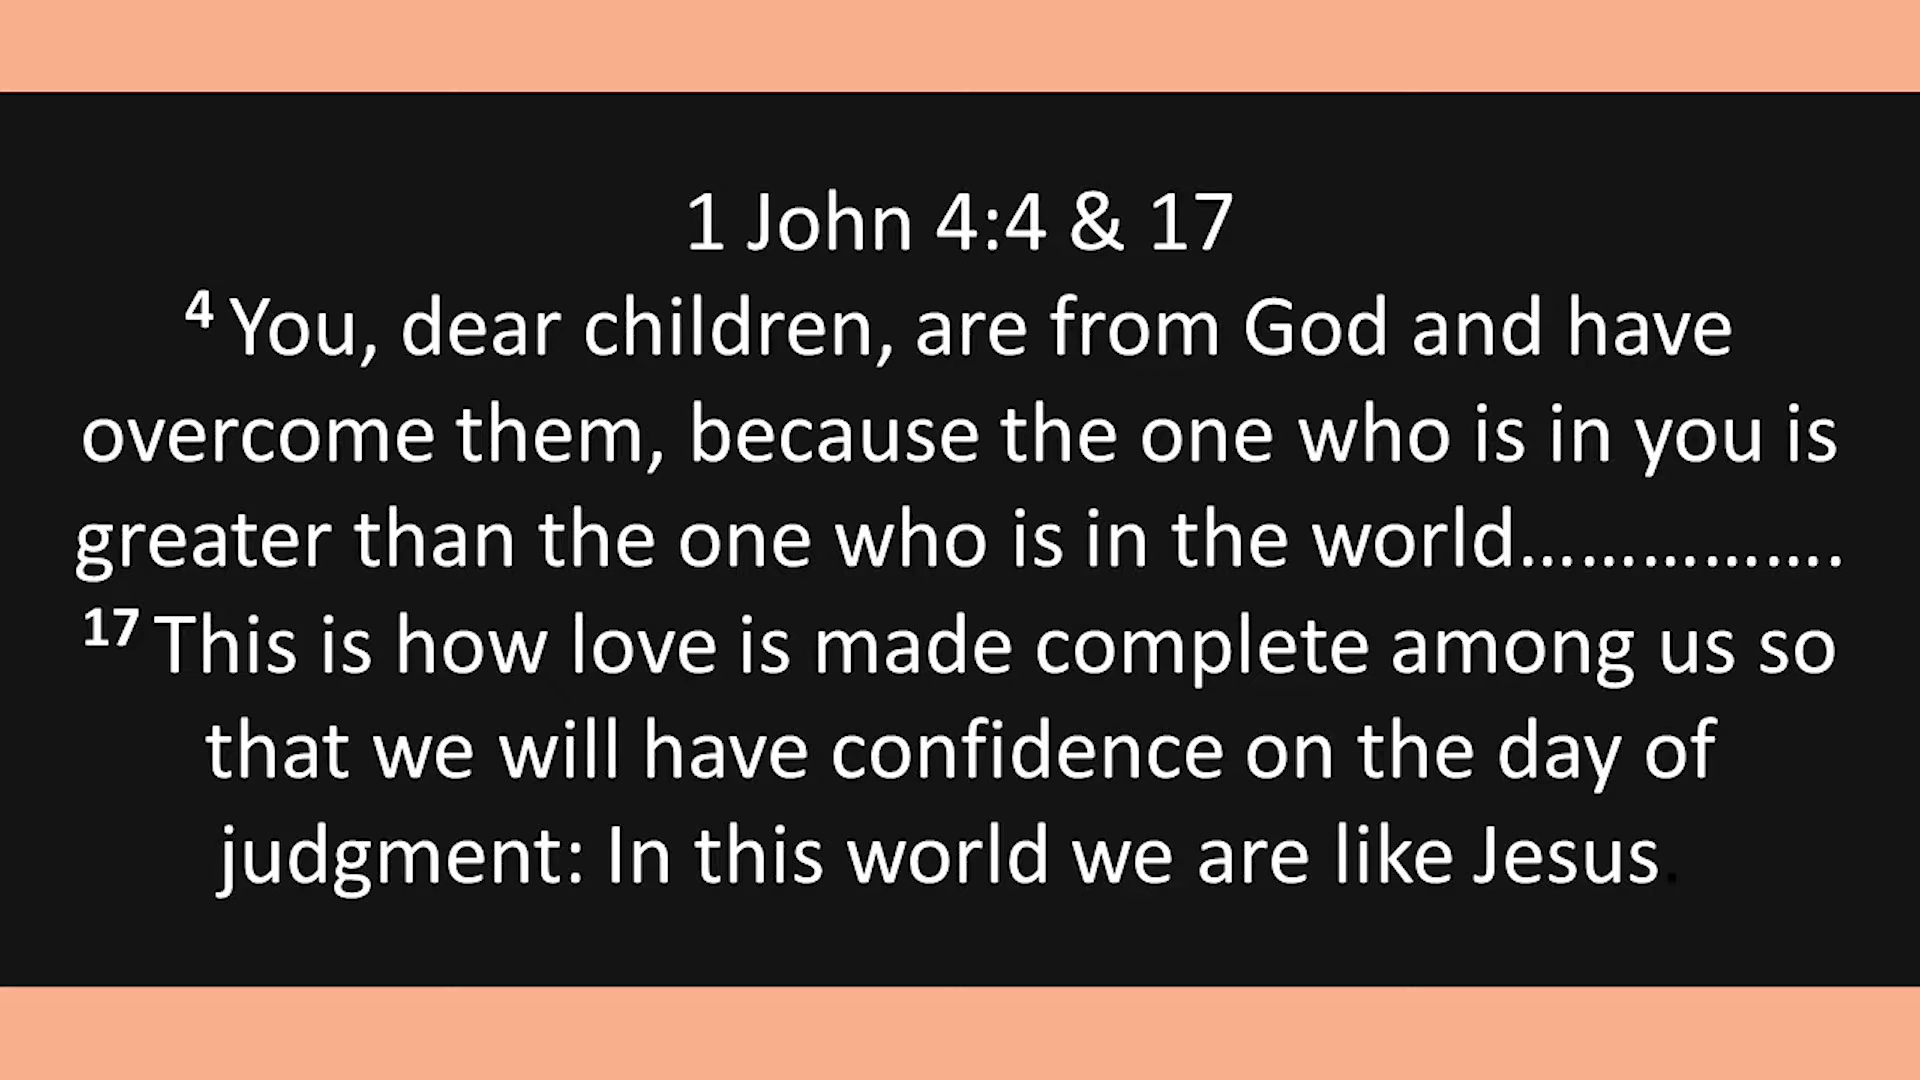 1 John 4:4 & 17
4 You, dear children, are from God and have
overcome them, because the one who is in you is
greater than the one who is in the world…………….
17 This is how love is made complete among us so
that we will have confidence on the day of
judgment: In this world we are like Jesus.